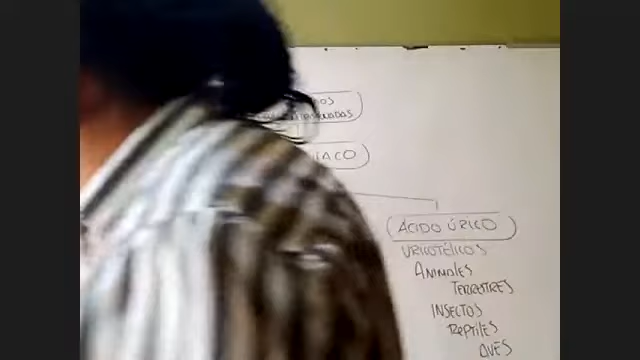 ÁCIDO ÚRICO
URICOTÉLICOS
ANIMALES
TERRESTRES
INSECTOS
REPTILES
AVES